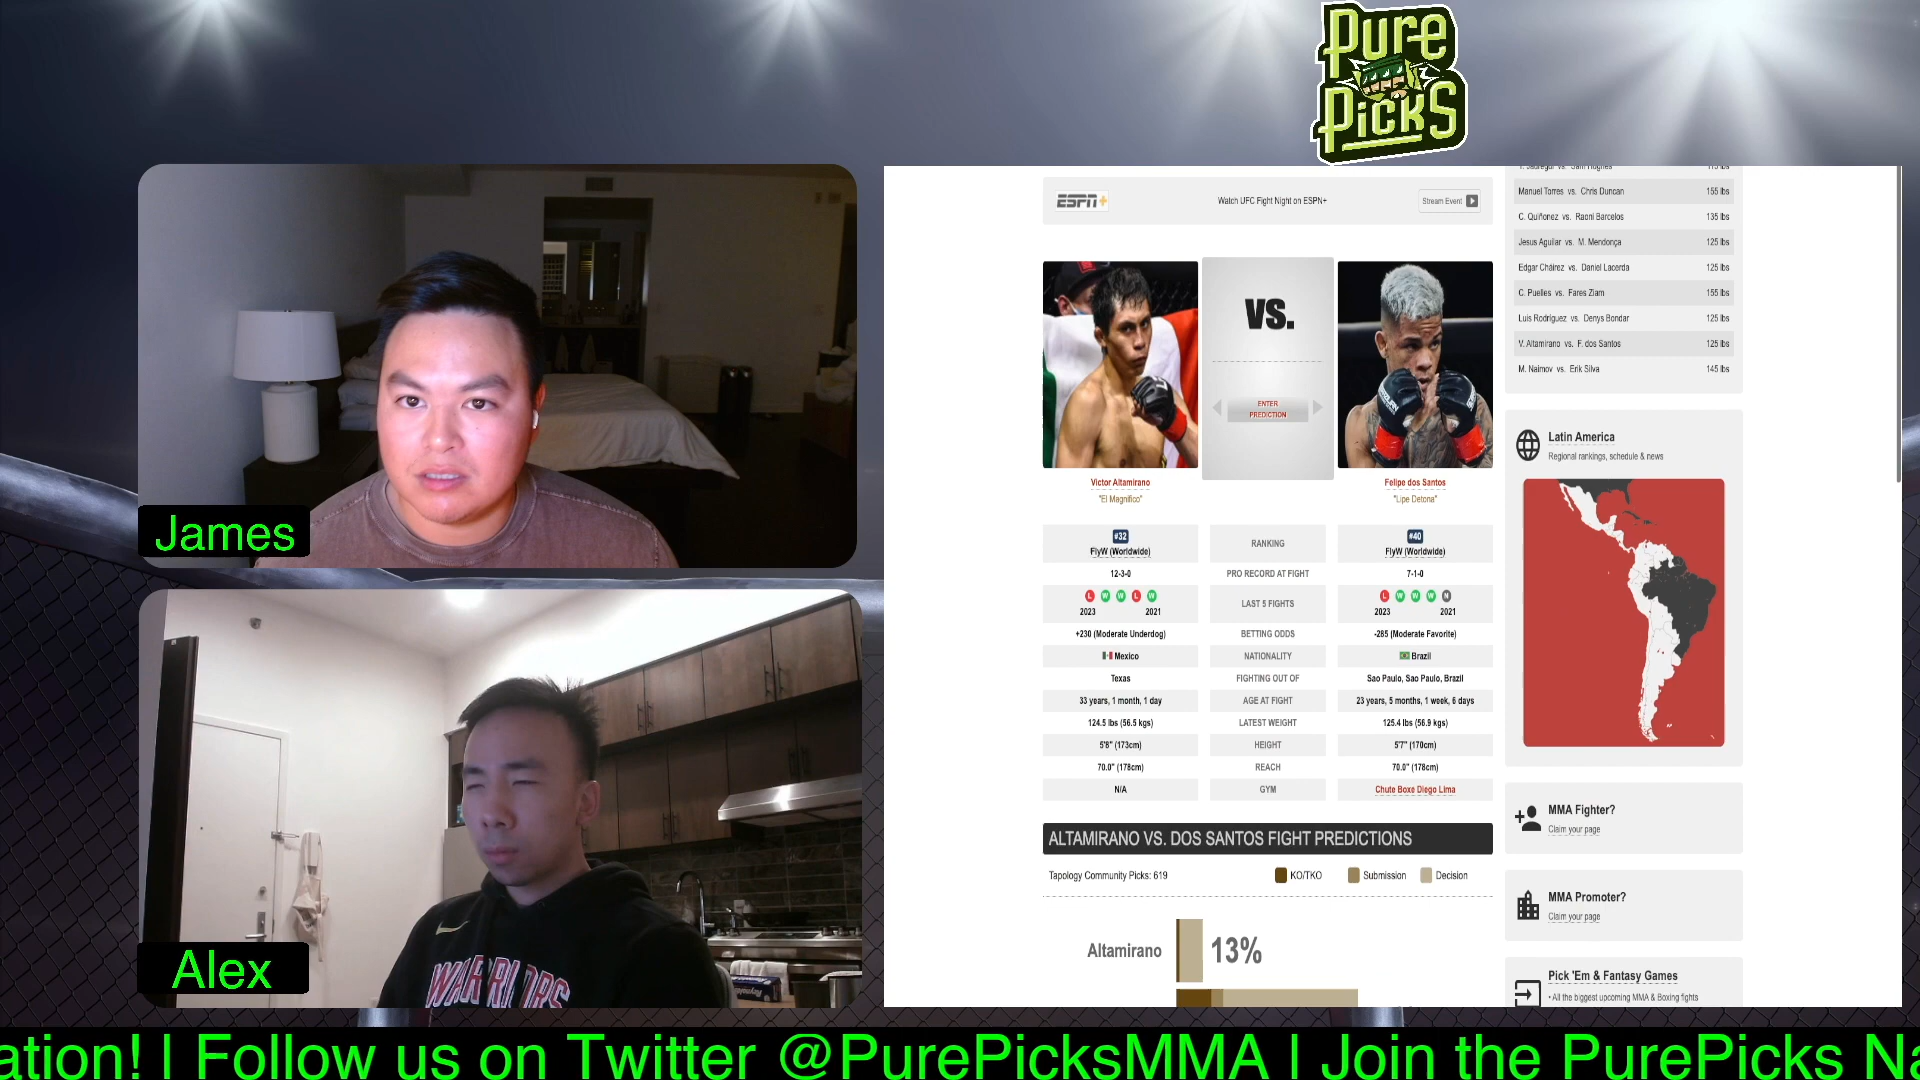 Pure
Picks
James
Alex
WARRIORS
ESPN+
Watch UFC Fight Night on ESPN+
Stream Event
VS.
ENTER
PREDICTION
Victor Altamirano
"El Magnifico"
Felipe dos Santos
"Lipe Detona"
#32
FlyW (Worldwide)
RANKING
#40
FlyW (Worldwide)
12-3-0
PRO RECORD AT FIGHT
7-1-0
L W W L W
2023 2021
LAST 5 FIGHTS
L W W W N
2023 2021
+230 (Moderate Underdog)
BETTING ODDS
-285 (Moderate Favorite)
Mexico
NATIONALITY
Brazil
Texas
FIGHTING OUT OF
Sao Paulo, Sao Paulo, Brazil
33 years, 1 month, 1 day
AGE AT FIGHT
23 years, 5 months, 1 week, 6 days
124.5 lbs (56.5 kgs)
LATEST WEIGHT
125.4 lbs (56.9 kgs)
5'8" (173cm)
HEIGHT
5'7" (170cm)
70.0" (178cm)
REACH
70.0" (178cm)
N/A
GYM
Chute Boxe Diego Lima
ALTAMIRANO VS. DOS SANTOS FIGHT PREDICTIONS
Tapology Community Picks: 619
KO/TKO
Submission
Decision
Altamirano
13%
Manuel Torres vs. Chris Duncan 155 lbs
C. Quiñonez vs. Raoni Barcelos 135 lbs
Jesus Aguilar vs. M. Mendonça 125 lbs
Edgar Cháirez vs. Daniel Lacerda 125 lbs
C. Puelles vs. Fares Ziam 155 lbs
Luis Rodríguez vs. Denys Bondar 125 lbs
V. Altamirano vs. F. dos Santos 125 lbs
M. Naimov vs. Erik Silva 145 lbs
Latin America
Regional rankings, schedule & news
MMA Fighter?
Claim your page
MMA Promoter?
Claim your page
Pick 'Em & Fantasy Games
• All the biggest upcoming MMA & Boxing fights
ation! | Follow us on Twitter @PurePicksMMA | Join the PurePicks Na